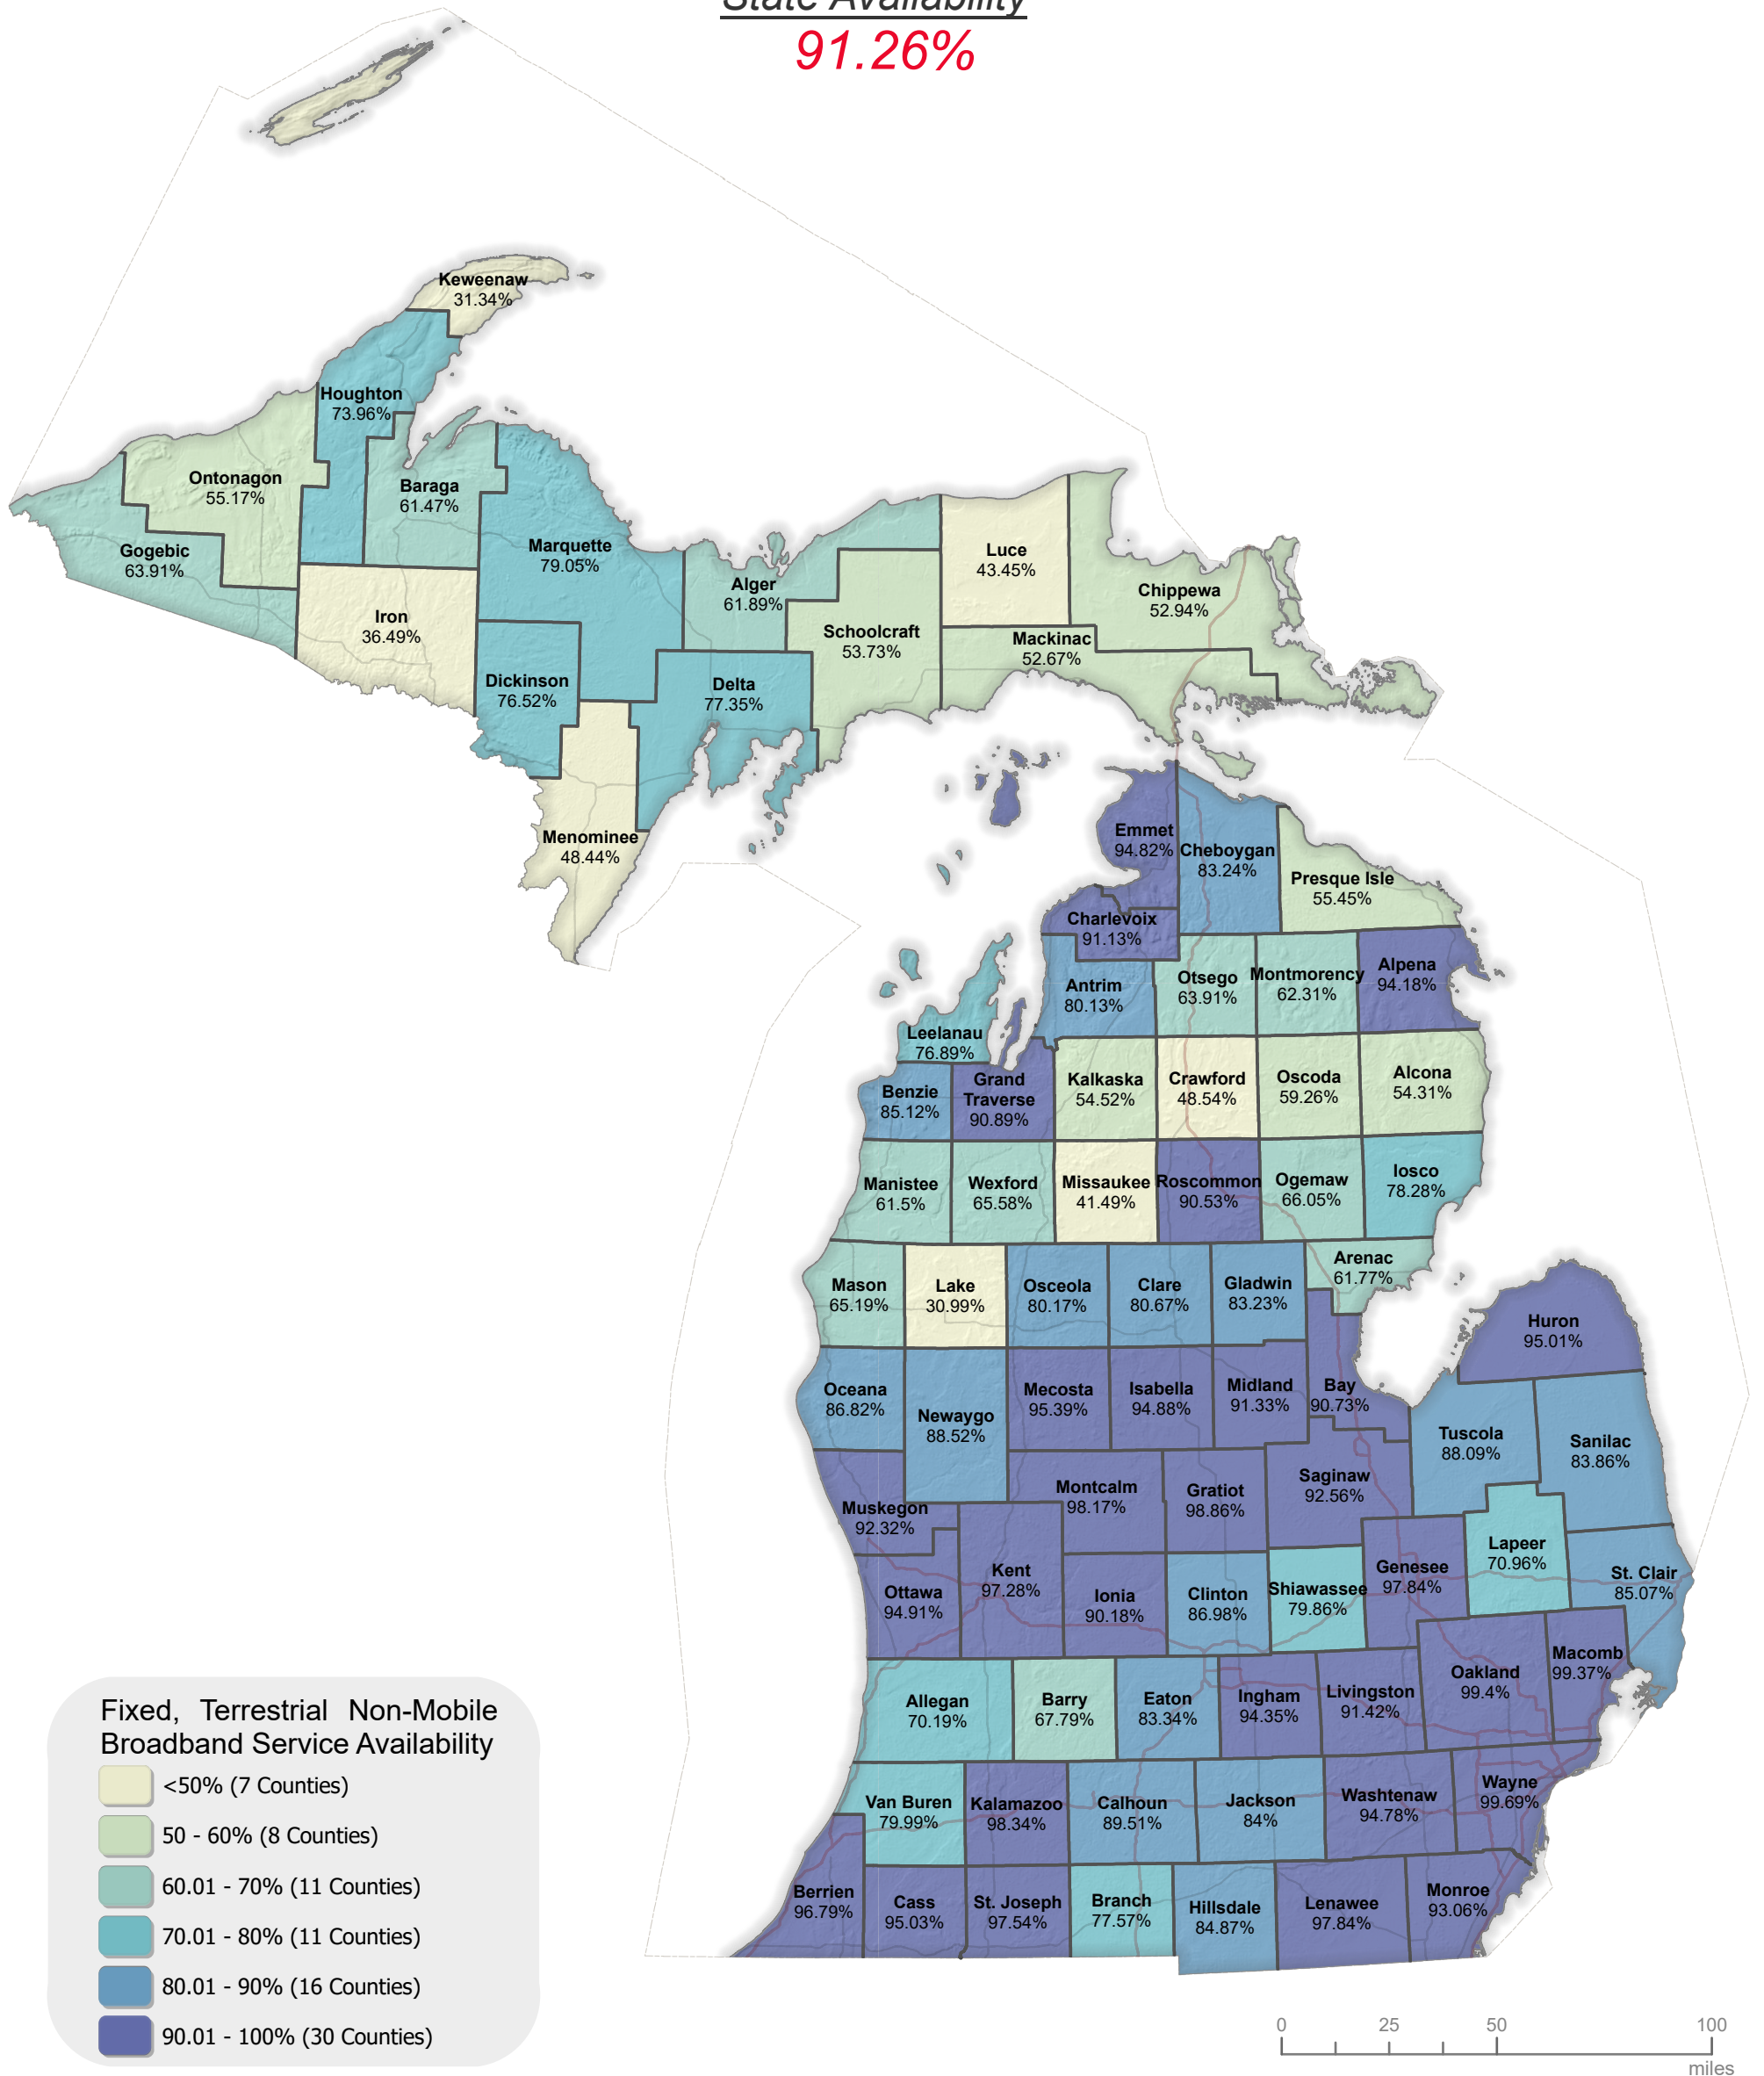 State Availability
91.26%
Keweenaw
31.34%
Houghton
73.96%
Ontonagon
55.17%
Baraga
61.47%
Gogebic
63.91%
Marquette
79.05%
Luce
43.45%
Alger
61.89%
Chippewa
52.94%
Iron
36.49%
Schoolcraft
53.73%
Mackinac
52.67%
Dickinson
76.52%
Delta
77.35%
Menominee
48.44%
Emmet
94.82%
Cheboygan
83.24%
Presque Isle
55.45%
Charlevoix
91.13%
Antrim
80.13%
Otsego
63.91%
Montmorency
62.31%
Alpena
94.18%
Leelanau
76.89%
Benzie
85.12%
Grand
Traverse
90.89%
Kalkaska
54.52%
Crawford
48.54%
Oscoda
59.26%
Alcona
54.31%
Manistee
61.5%
Wexford
65.58%
Missaukee
41.49%
Roscommon
90.53%
Ogemaw
66.05%
Iosco
78.28%
Arenac
61.77%
Mason
65.19%
Lake
30.99%
Osceola
80.17%
Clare
80.67%
Gladwin
83.23%
Huron
95.01%
Oceana
86.82%
Newaygo
88.52%
Mecosta
95.39%
Isabella
94.88%
Midland
91.33%
Bay
90.73%
Tuscola
88.09%
Sanilac
83.86%
Muskegon
92.32%
Montcalm
98.17%
Gratiot
98.86%
Saginaw
92.56%
Lapeer
70.96%
Genesee
97.84%
St. Clair
85.07%
Ottawa
94.91%
Kent
97.28%
Ionia
90.18%
Clinton
86.98%
Shiawassee
79.86%
Macomb
99.37%
Oakland
99.4%
Allegan
70.19%
Barry
67.79%
Eaton
83.34%
Ingham
94.35%
Livingston
91.42%
Van Buren
79.99%
Kalamazoo
98.34%
Calhoun
89.51%
Jackson
84%
Washtenaw
94.78%
Wayne
99.69%
Berrien
96.79%
Cass
95.03%
St. Joseph
97.54%
Branch
77.57%
Hillsdale
84.87%
Lenawee
97.84%
Monroe
93.06%
Fixed, Terrestrial Non-Mobile
Broadband Service Availability
<50% (7 Counties)
50 - 60% (8 Counties)
60.01 - 70% (11 Counties)
70.01 - 80% (11 Counties)
80.01 - 90% (16 Counties)
90.01 - 100% (30 Counties)
0 25 50 100
miles